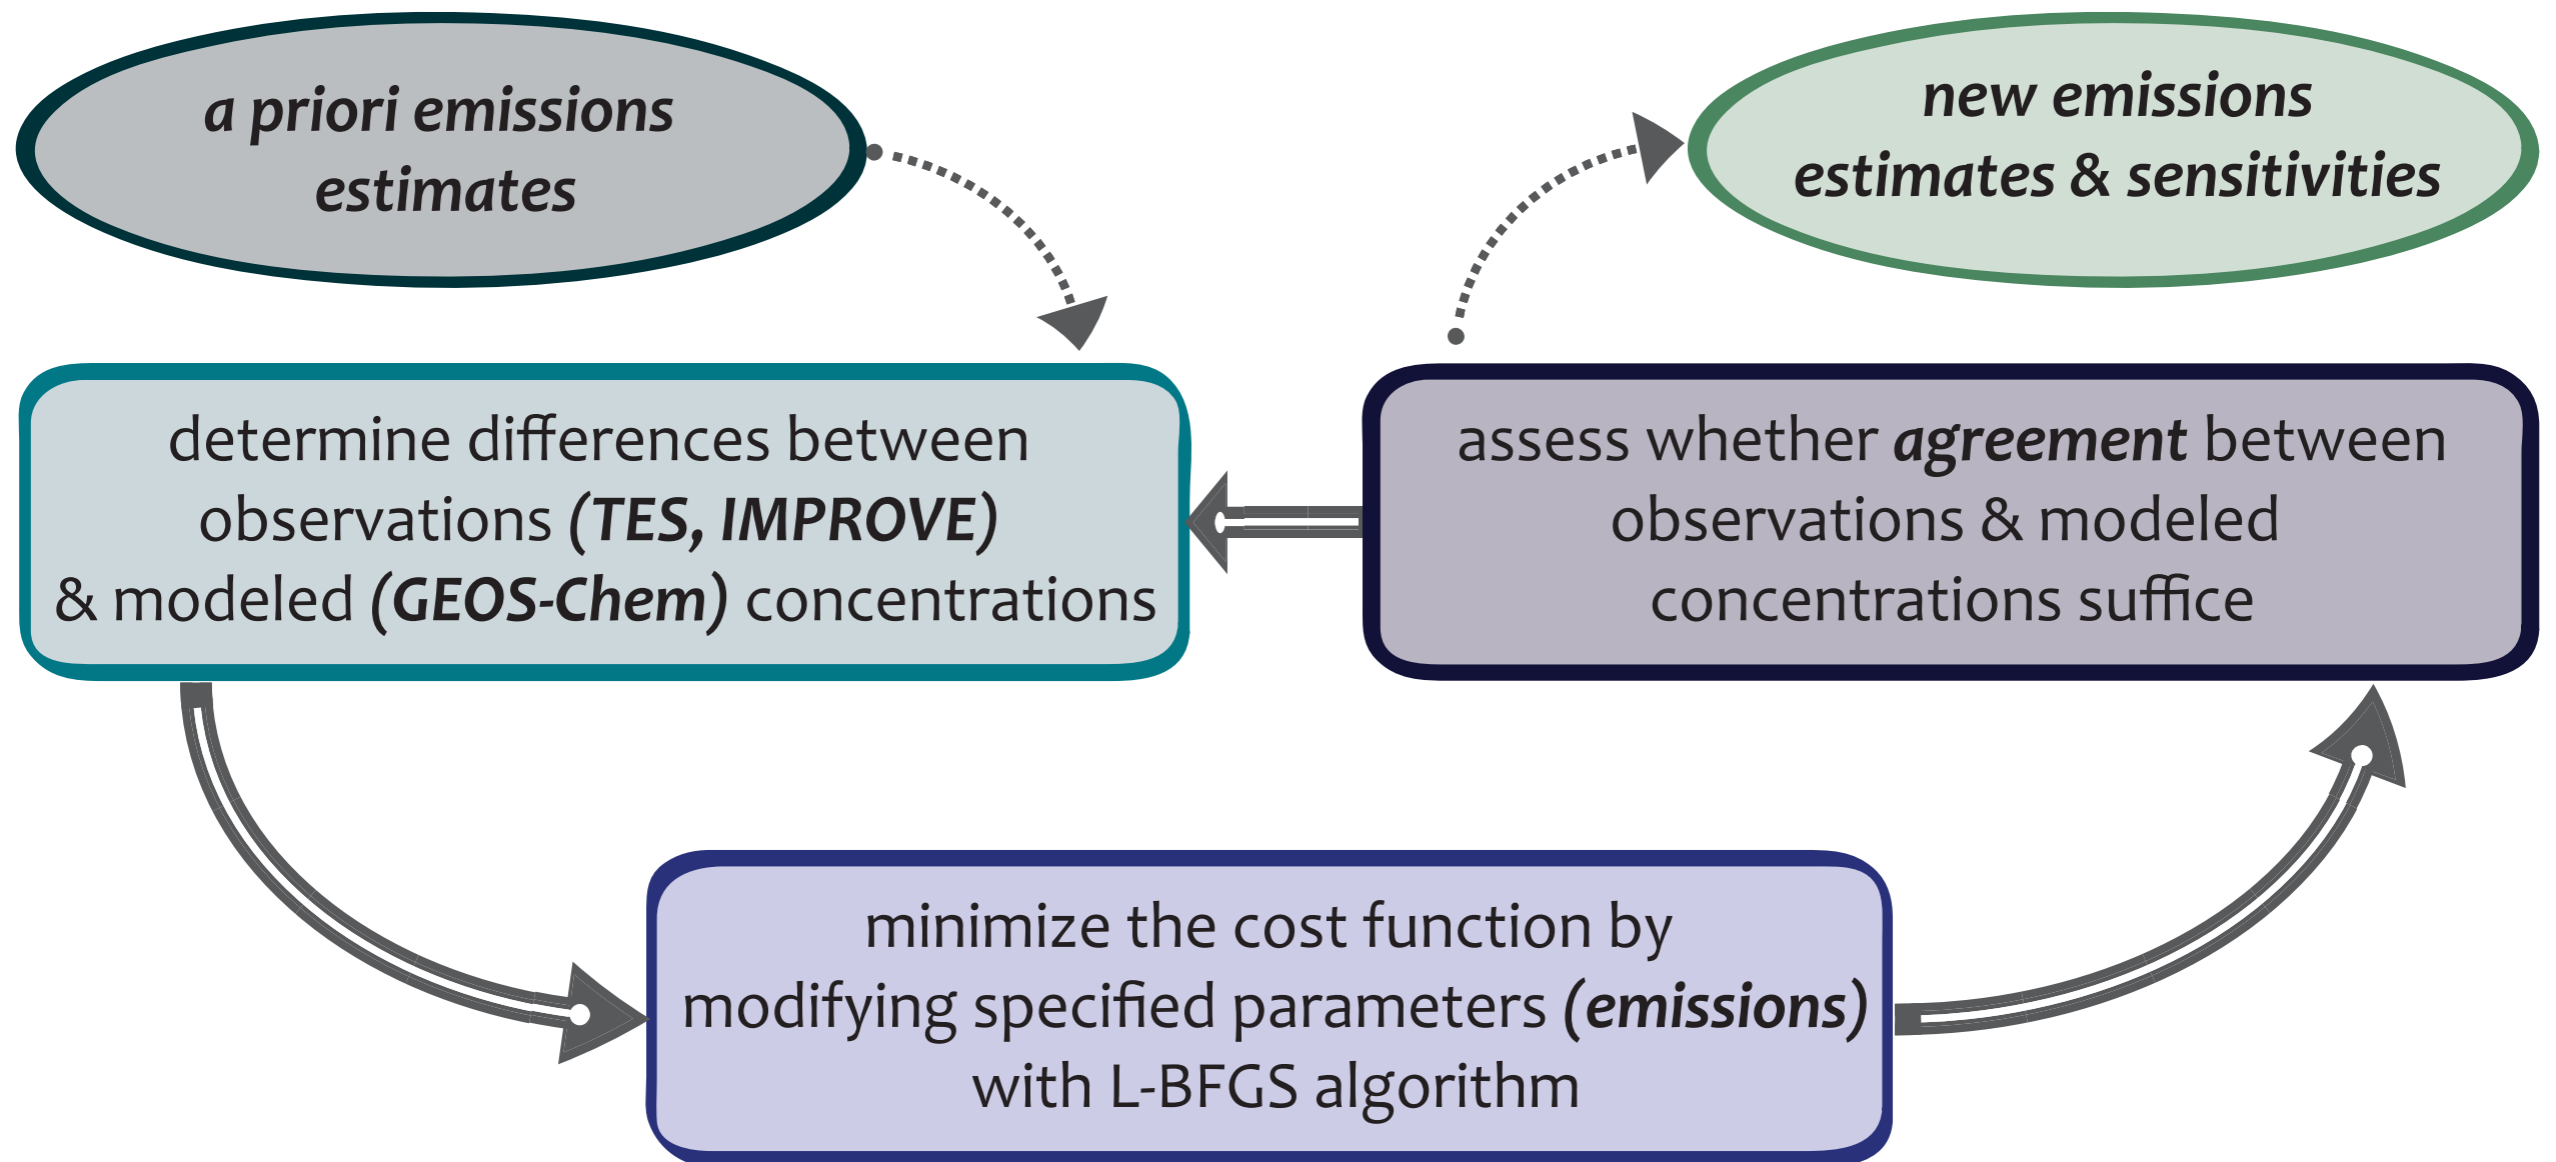 a priori emissions
estimates
new emissions
estimates & sensitivities
determine differences between
observations (TES, IMPROVE)
& modeled (GEOS-Chem) concentrations
assess whether agreement between
observations & modeled
concentrations suffice
minimize the cost function by
modifying specified parameters (emissions)
with L-BFGS algorithm